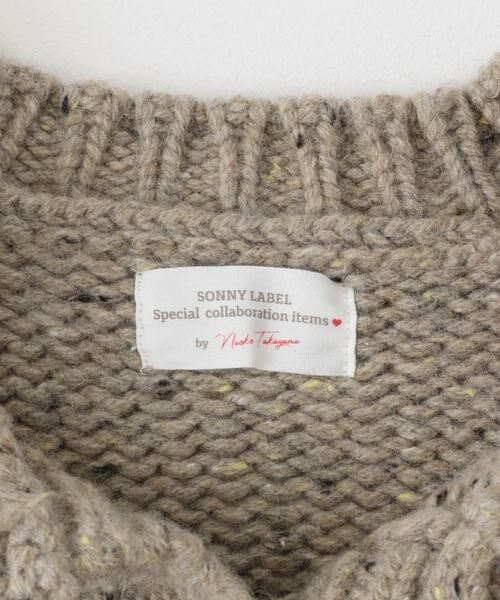 SONNY LABEL
Special collaboration items ♥
by Naoko Takayama